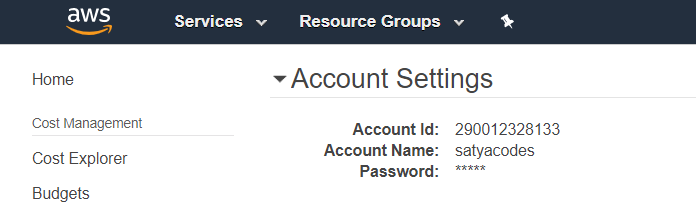 aws
Services
Resource Groups
Home
Cost Management
Cost Explorer
Budgets
Account Settings
Account Id: 290012328133
Account Name: satyacodes
Password: *****